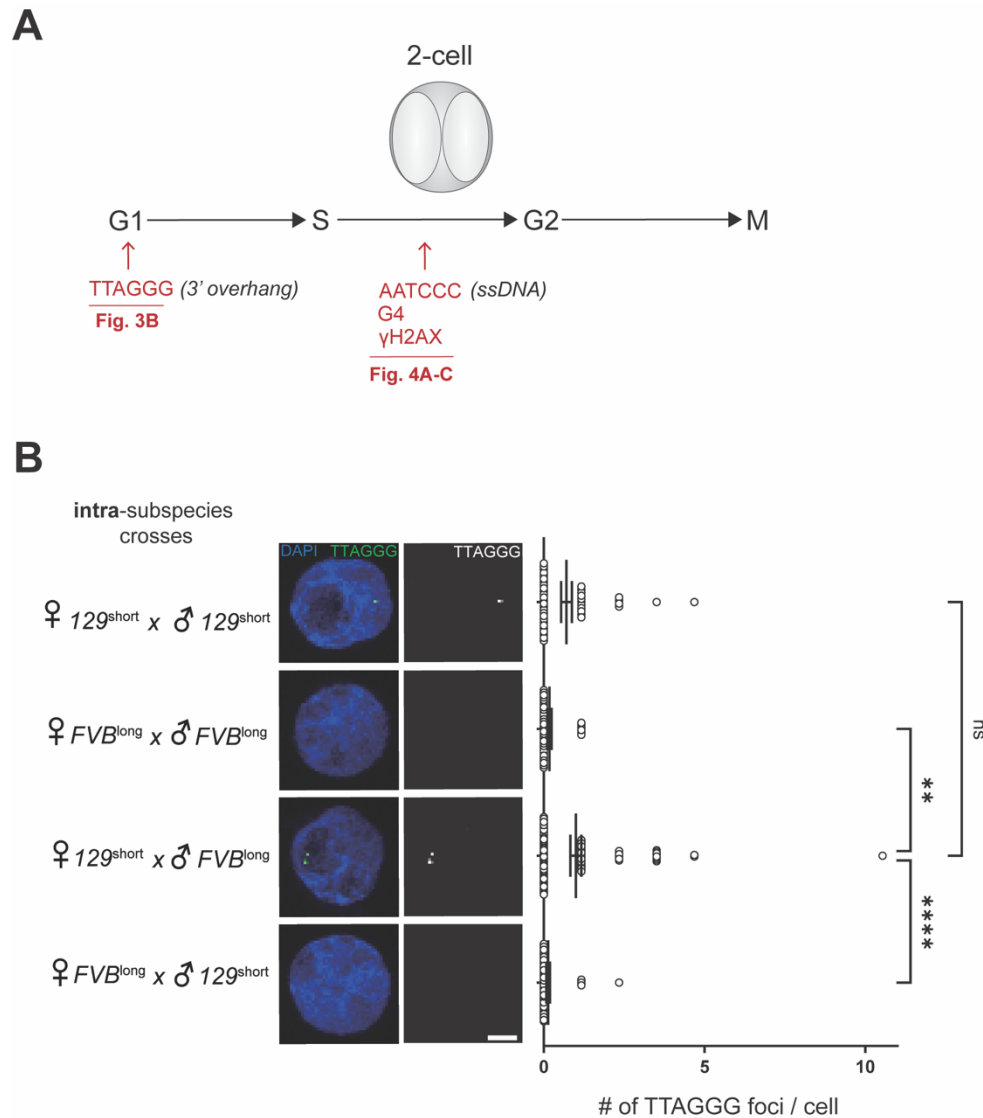 A
2-cell
G1 S G2 M
TTAGGG (3' overhang)
Fig. 3B
AATCCC (ssDNA)
G4
γH2AX
Fig. 4A-C
B
intra-subspecies
crosses
DAPI TTAGGG TTAGGG
♀ 129short x ♂ 129short
♀ FVBlong x ♂ FVBlong
♀ 129short x ♂ FVBlong
♀ FVBlong x ♂ 129short
ns
**
****
0 5 10
# of TTAGGG foci / cell